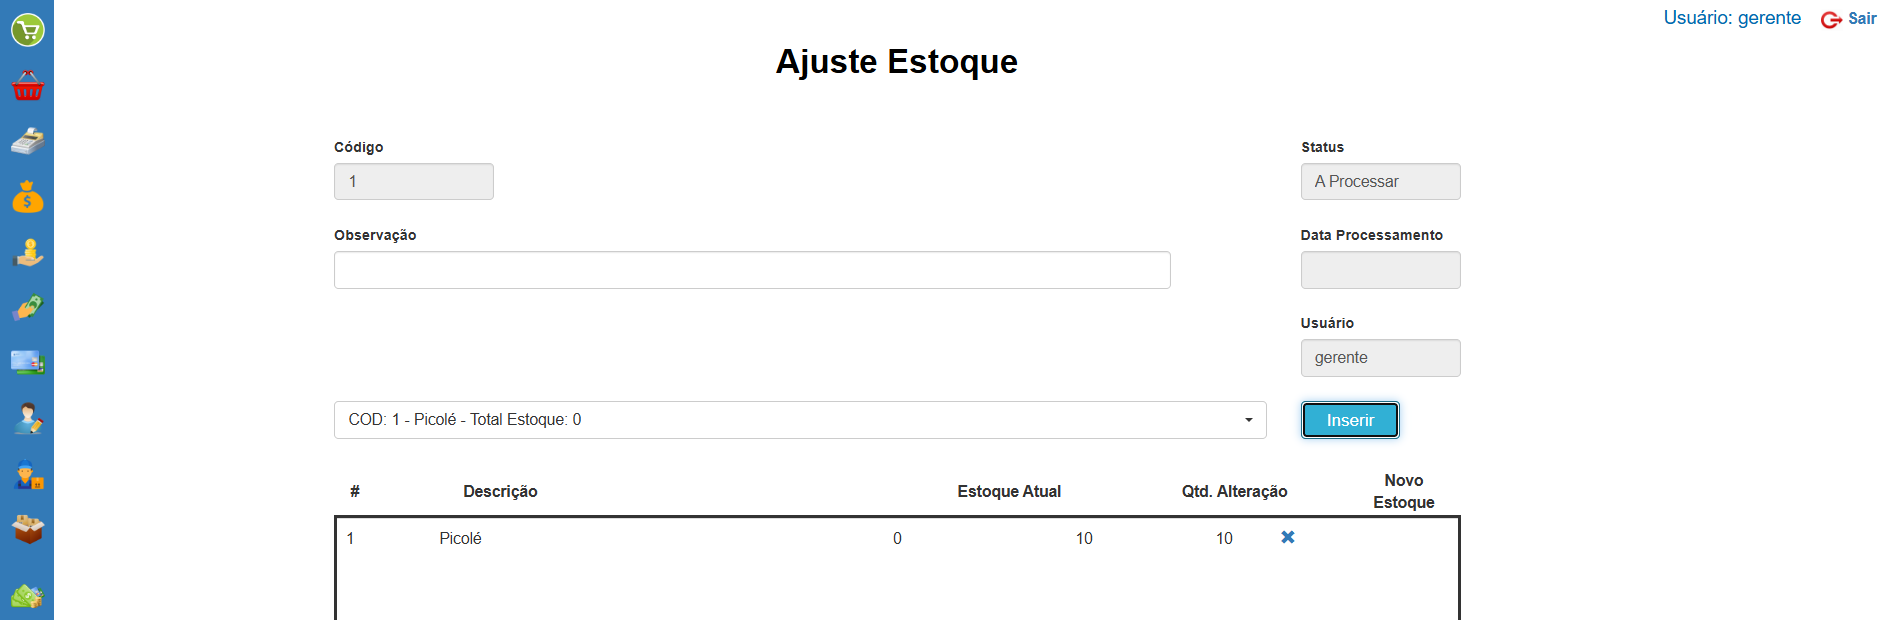 Usuário: gerente Sair
Ajuste Estoque
Código
1
Status
A Processar
Observação
Data Processamento
Usuário
gerente
COD: 1 - Picolé - Total Estoque: 0
Inserir
# Descrição Estoque Atual Qtd. Alteração Novo Estoque
1 Picolé 0 10 10